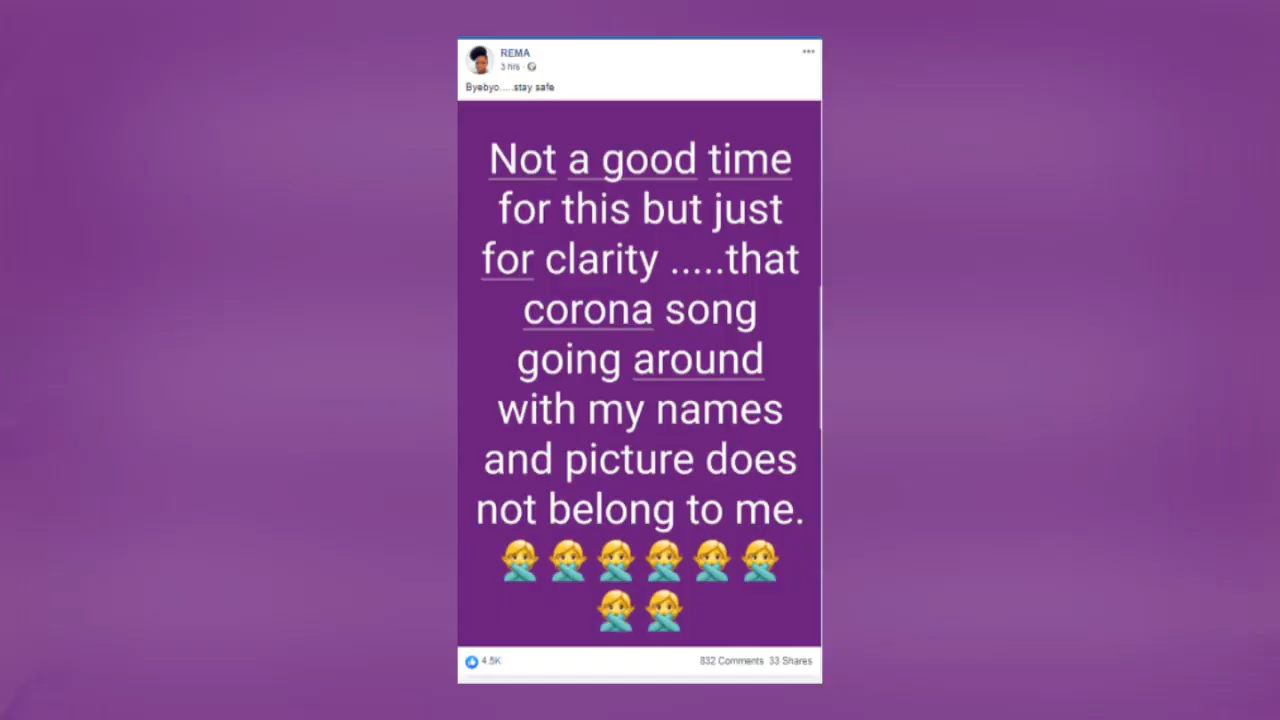 REMA
3 hrs ·
Byebyo.....stay safe
Not a good time
for this but just
for clarity .....that
corona song
going around
with my names
and picture does
not belong to me.
🙅🙅🙅🙅🙅🙅
🙅🙅
4.5K 832 Comments 33 Shares